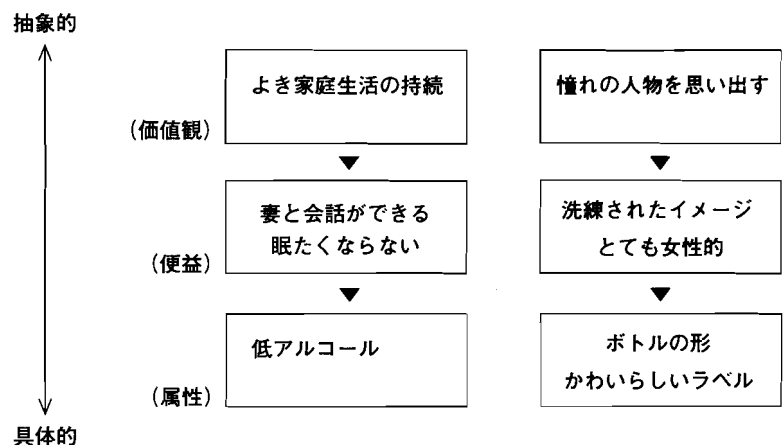 抽象的
よき家庭生活の持続
憧れの人物を思い出す
(価値観)
妻と会話ができる
眠たくならない
洗練されたイメージ
とても女性的
(便益)
低アルコール
ボトルの形
かわいらしいラベル
(属性)
具体的